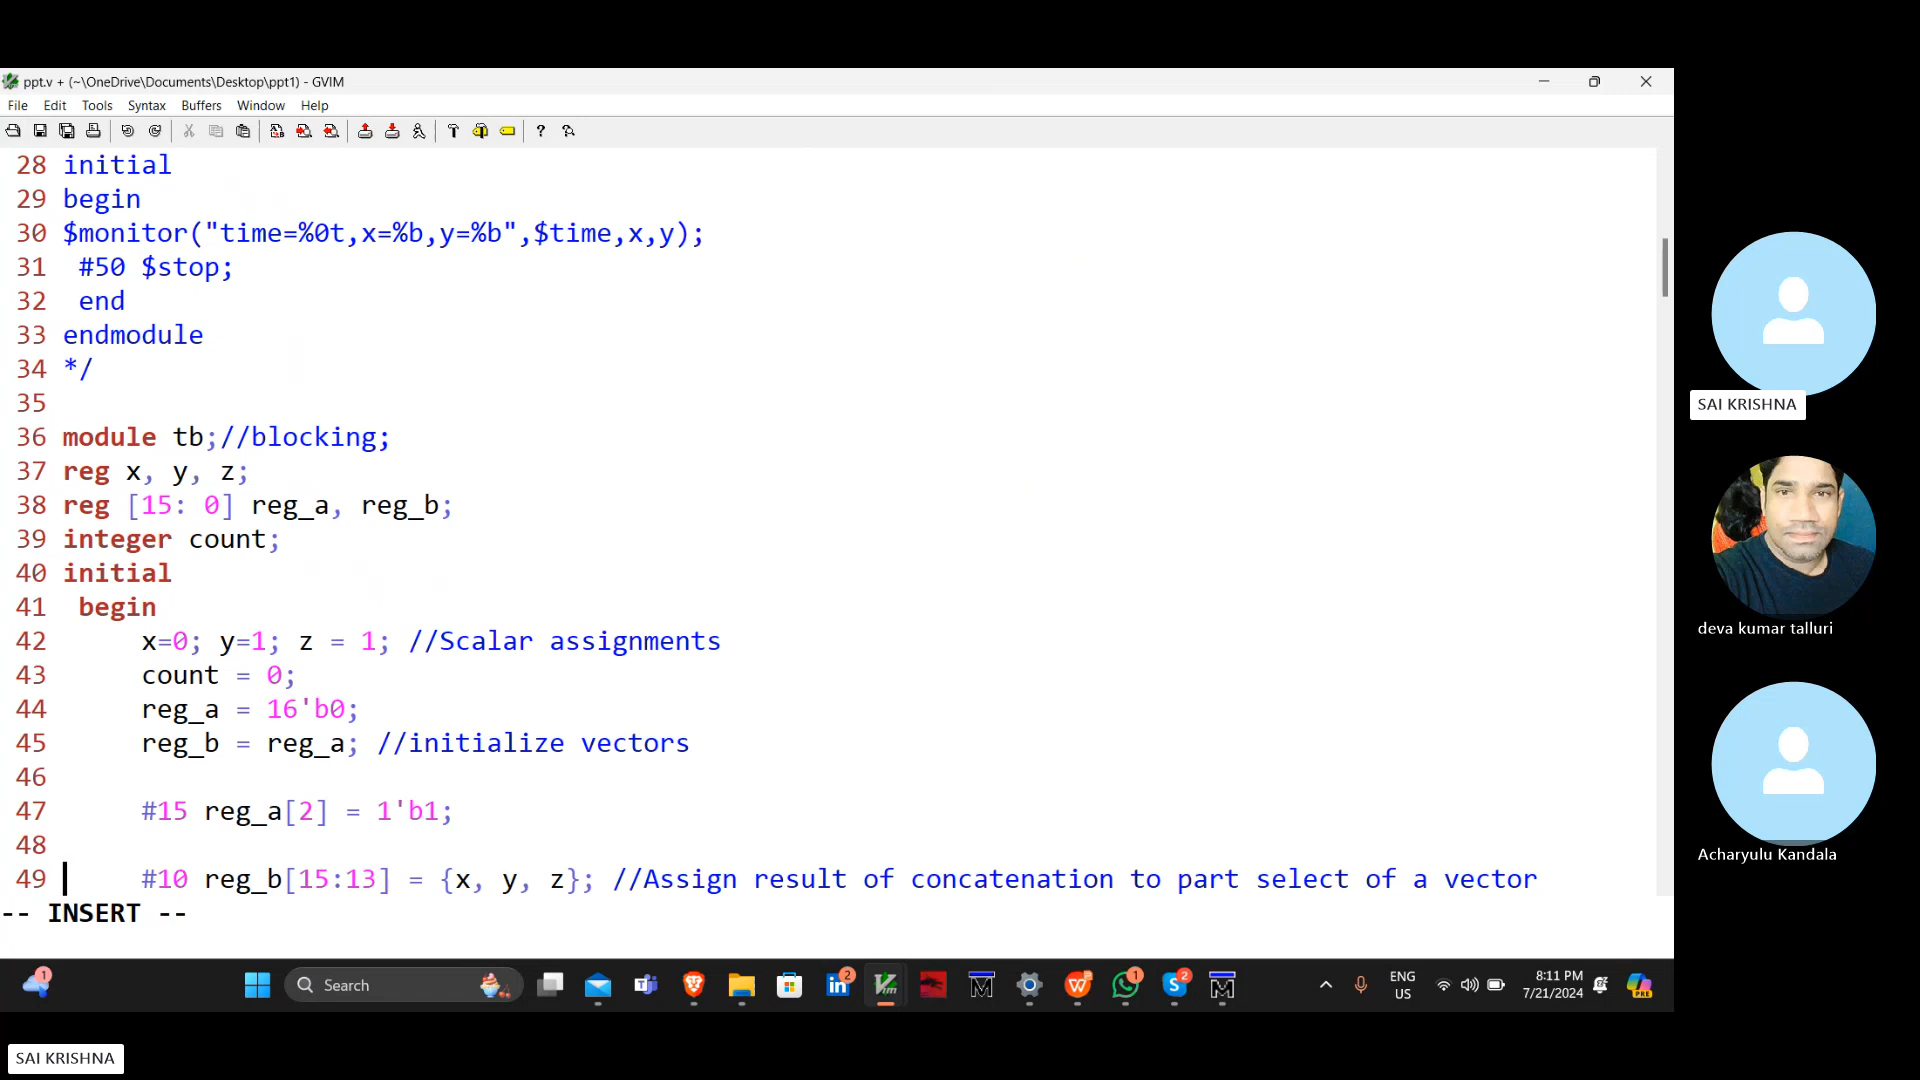 ppt.v + (~\OneDrive\Documents\Desktop\ppt1) - GVIM
File Edit Tools Syntax Buffers Window Help
28 initial
29 begin
30 $monitor("time=%0t,x=%b,y=%b",$time,x,y);
31 #50 $stop;
32 end
33 endmodule
34 */
35
36 module tb;//blocking;
37 reg x, y, z;
38 reg [15: 0] reg_a, reg_b;
39 integer count;
40 initial
41 begin
42 x=0; y=1; z = 1; //Scalar assignments
43 count = 0;
44 reg_a = 16'b0;
45 reg_b = reg_a; //initialize vectors
46
47 #15 reg_a[2] = 1'b1;
48
49 #10 reg_b[15:13] = {x, y, z}; //Assign result of concatenation to part select of a vector
-- INSERT --
SAI KRISHNA
deva kumar talluri
Acharyulu Kandala
1
Search
2
1
2
ENG
US
8:11 PM
7/21/2024
PRE
SAI KRISHNA